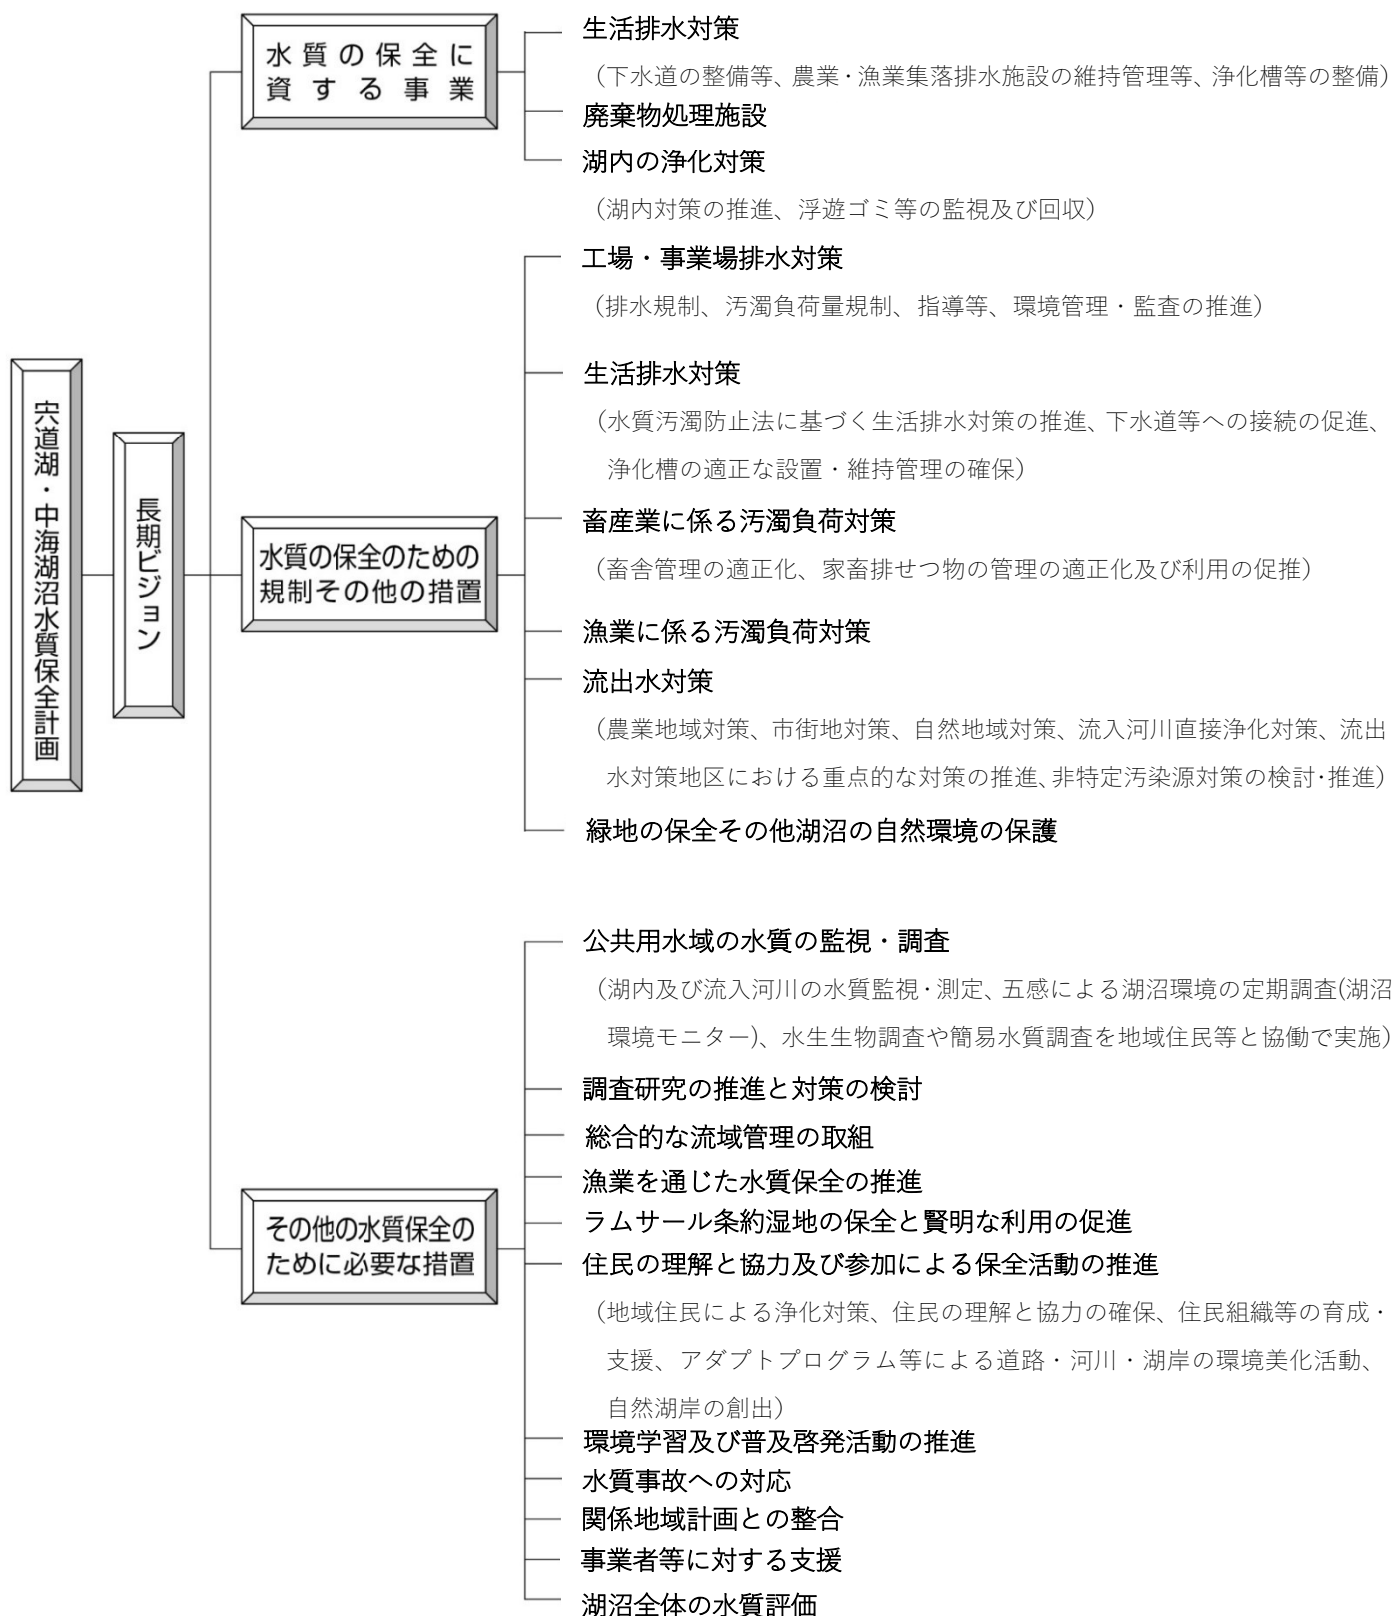 宍道湖・中海湖沼水質保全計画
長期ビジョン
水質の保全に
資する事業
生活排水対策
（下水道の整備等、農業・漁業集落排水施設の維持管理等、浄化槽等の整備）
廃棄物処理施設
湖内の浄化対策
（湖内対策の推進、浮遊ゴミ等の監視及び回収）
水質の保全のための
規制その他の措置
工場・事業場排水対策
（排水規制、汚濁負荷量規制、指導等、環境管理・監査の推進）
生活排水対策
（水質汚濁防止法に基づく生活排水対策の推進、下水道等への接続の促進、
浄化槽の適正な設置・維持管理の確保）
畜産業に係る汚濁負荷対策
（畜舎管理の適正化、家畜排せつ物の管理の適正化及び利用の促推）
漁業に係る汚濁負荷対策
流出水対策
（農業地域対策、市街地対策、自然地域対策、流入河川直接浄化対策、流出
水対策地区における重点的な対策の推進、非特定汚染源対策の検討・推進）
緑地の保全その他湖沼の自然環境の保護
その他の水質保全の
ために必要な措置
公共用水域の水質の監視・調査
（湖内及び流入河川の水質監視・測定、五感による湖沼環境の定期調査(湖沼
環境モニター)、水生生物調査や簡易水質調査を地域住民等と協働で実施）
調査研究の推進と対策の検討
総合的な流域管理の取組
漁業を通じた水質保全の推進
ラムサール条約湿地の保全と賢明な利用の促進
住民の理解と協力及び参加による保全活動の推進
（地域住民による浄化対策、住民の理解と協力の確保、住民組織等の育成・
支援、アダプトプログラム等による道路・河川・湖岸の環境美化活動、
自然湖岸の創出）
環境学習及び普及啓発活動の推進
水質事故への対応
関係地域計画との整合
事業者等に対する支援
湖沼全体の水質評価